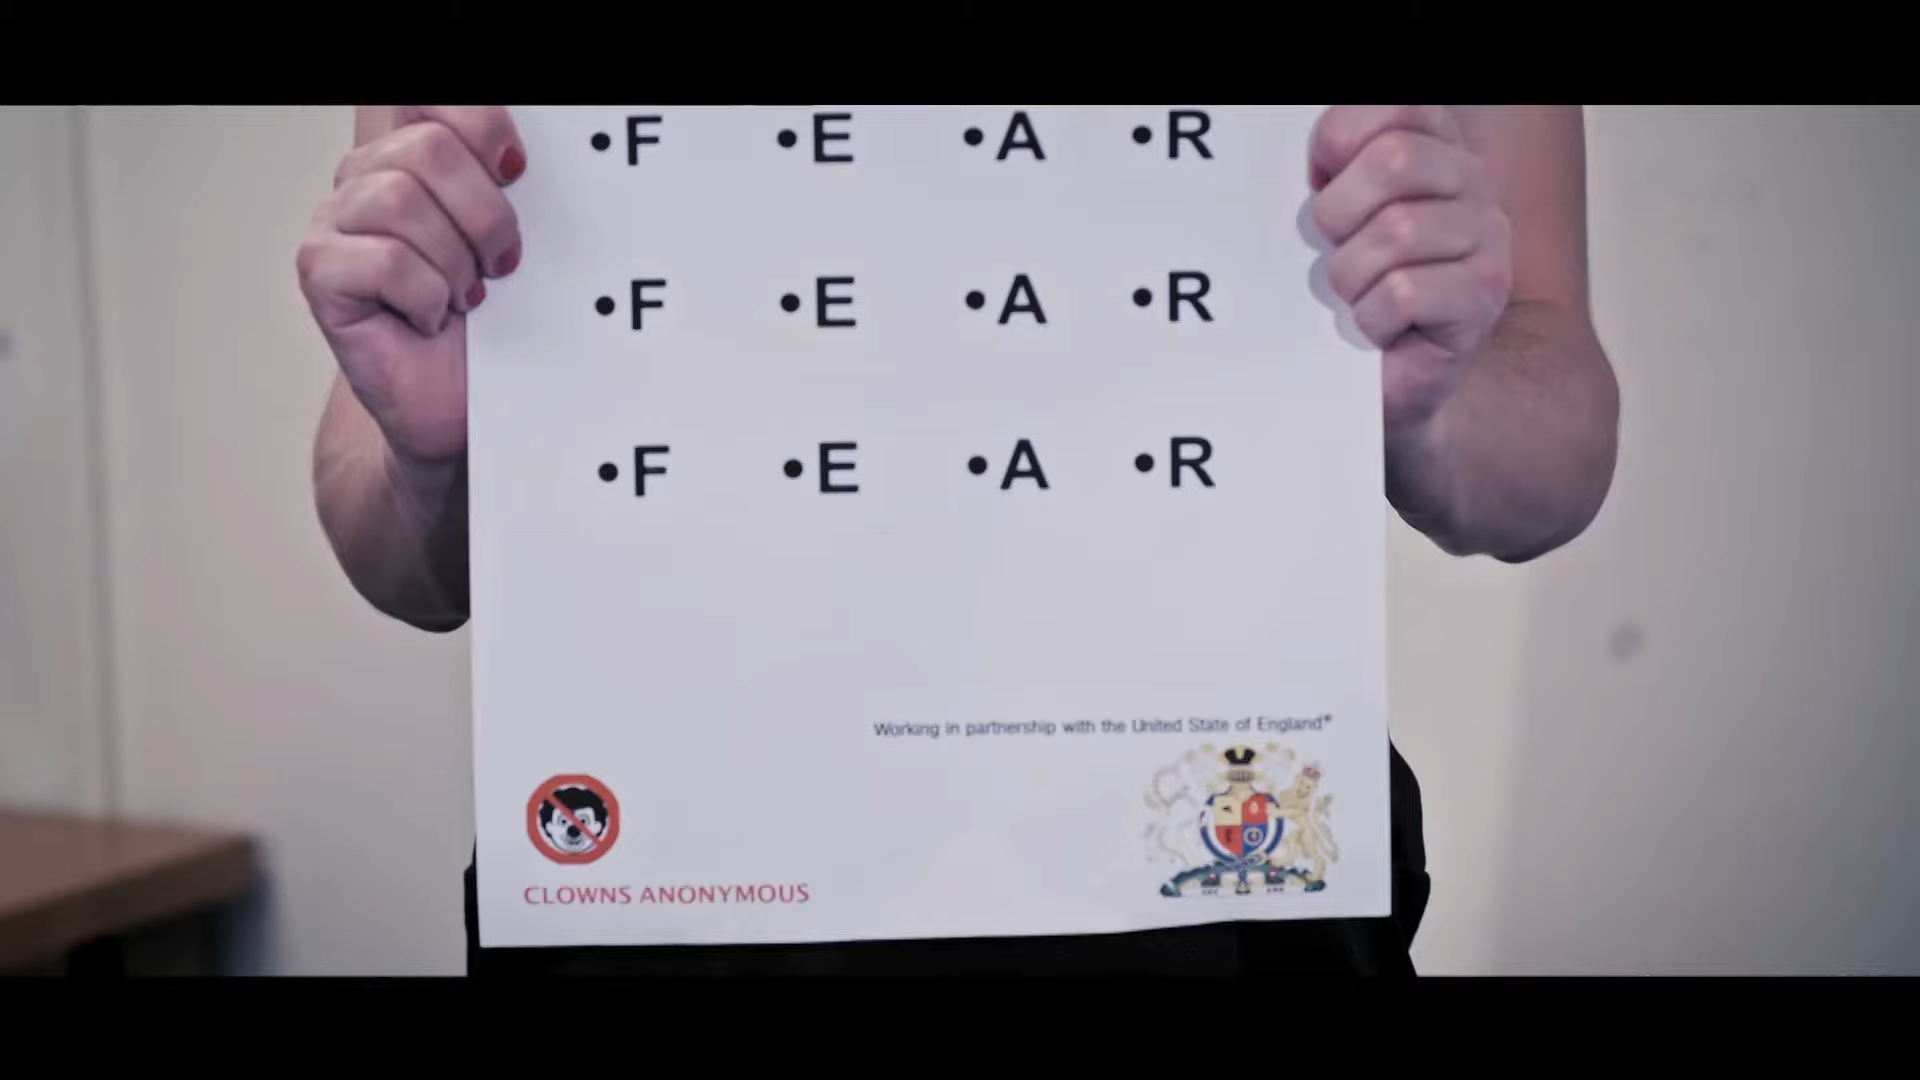 •F •E •A •R
•F •E •A •R
•F •E •A •R
Working in partnership with the United State of England®
CLOWNS ANONYMOUS